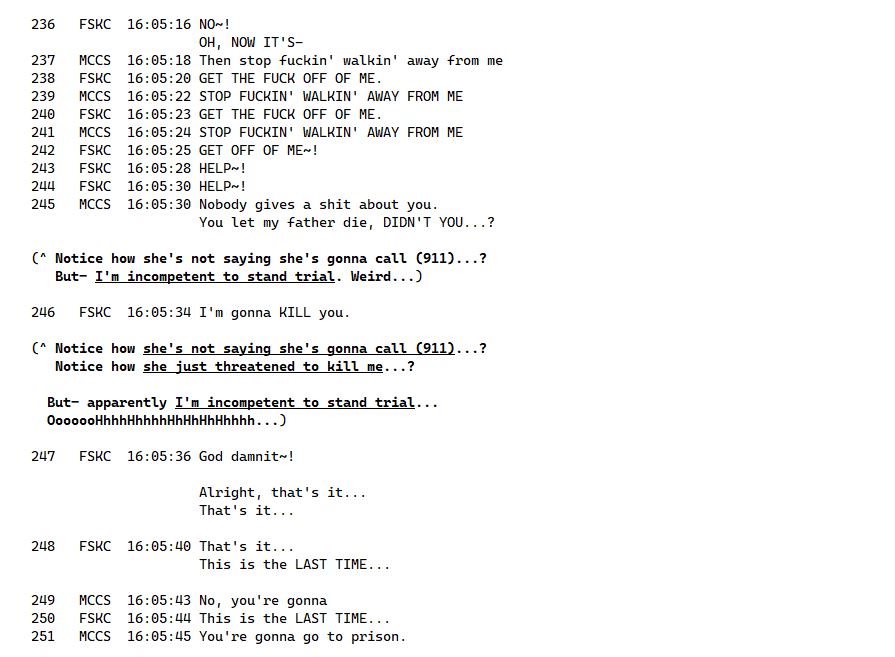 236   FSKC  16:05:16 NO~!
                     OH, NOW IT'S-
237   MCCS  16:05:18 Then stop fuckin' walkin' away from me
238   FSKC  16:05:20 GET THE FUCK OFF OF ME.
239   MCCS  16:05:22 STOP FUCKIN' WALKIN' AWAY FROM ME
240   FSKC  16:05:23 GET THE FUCK OFF OF ME.
241   MCCS  16:05:24 STOP FUCKIN' WALKIN' AWAY FROM ME
242   FSKC  16:05:25 GET OFF OF ME~!
243   FSKC  16:05:28 HELP~!
244   FSKC  16:05:30 HELP~!
245   MCCS  16:05:30 Nobody gives a shit about you.
                     You let my father die, DIDN'T YOU...?
(^ Notice how she's not saying she's gonna call (911)...?
   But- I'm incompetent to stand trial. Weird...)
246   FSKC  16:05:34 I'm gonna KILL you.
(^ Notice how she's not saying she's gonna call (911)...?
   Notice how she just threatened to kill me...?
  But- apparently I'm incompetent to stand trial...
  OoooooHhhhHhhhhHhHhHhHhhhh...)
247   FSKC  16:05:36 God damnit~!
                     Alright, that's it...
                     That's it...
248   FSKC  16:05:40 That's it...
                     This is the LAST TIME...
249   MCCS  16:05:43 No, you're gonna
250   FSKC  16:05:44 This is the LAST TIME...
251   MCCS  16:05:45 You're gonna go to prison.